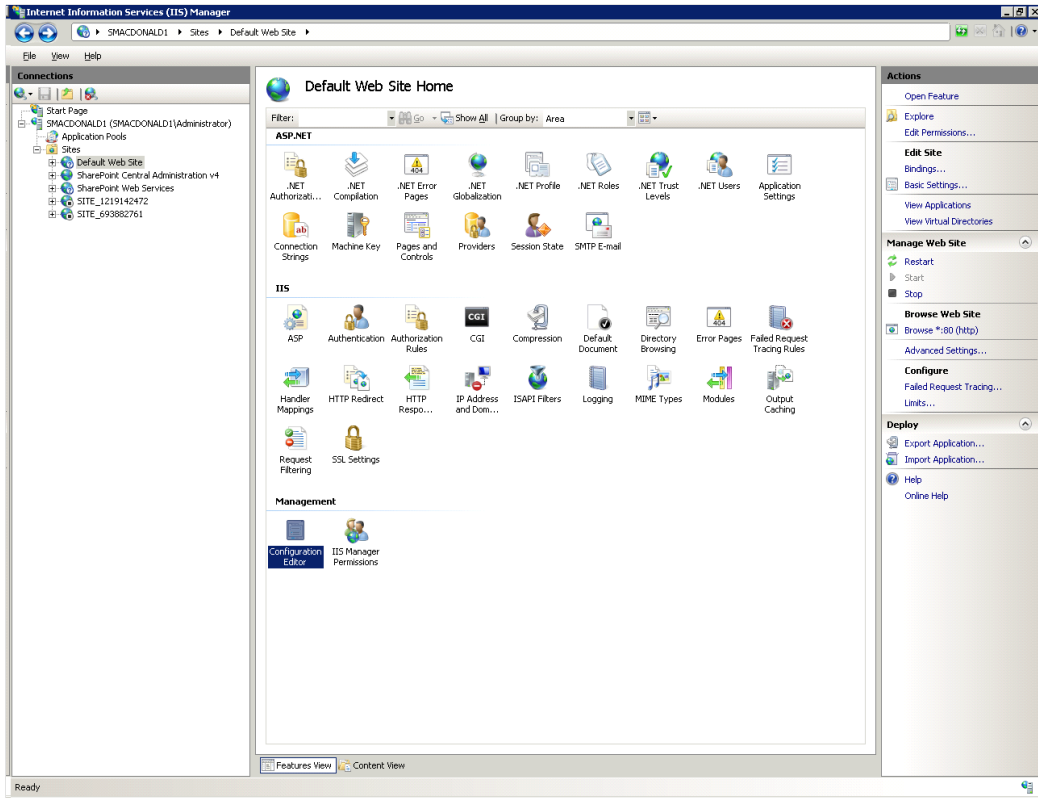 Internet Information Services (IIS) Manager
SMACDONALD1 Sites Default Web Site
File View Help
Connections
Start Page
SMACDONALD1 (SMACDONALD1\Administrator)
Application Pools
Sites
Default Web Site
SharePoint Central Administration v4
SharePoint Web Services
SITE_1219142472
SITE_693882761
Default Web Site Home
Filter: Go Show All Group by: Area
ASP.NET
.NET Authorizati...
.NET Compilation
.NET Error Pages
.NET Globalization
.NET Profile
.NET Roles
.NET Trust Levels
.NET Users
Application Settings
Connection Strings
Machine Key
Pages and Controls
Providers
Session State
SMTP E-mail
IIS
ASP
Authentication
Authorization Rules
CGI
Compression
Default Document
Directory Browsing
Error Pages
Failed Request Tracing Rules
Handler Mappings
HTTP Redirect
HTTP Respo...
IP Address and Dom...
ISAPI Filters
Logging
MIME Types
Modules
Output Caching
Request Filtering
SSL Settings
Management
Configuration Editor
IIS Manager Permissions
Features View Content View
Actions
Open Feature
Explore
Edit Permissions...
Edit Site
Bindings...
Basic Settings...
View Applications
View Virtual Directories
Manage Web Site
Restart
Start
Stop
Browse Web Site
Browse *:80 (http)
Advanced Settings...
Configure
Failed Request Tracing...
Limits...
Deploy
Export Application...
Import Application...
Help
Online Help
Ready